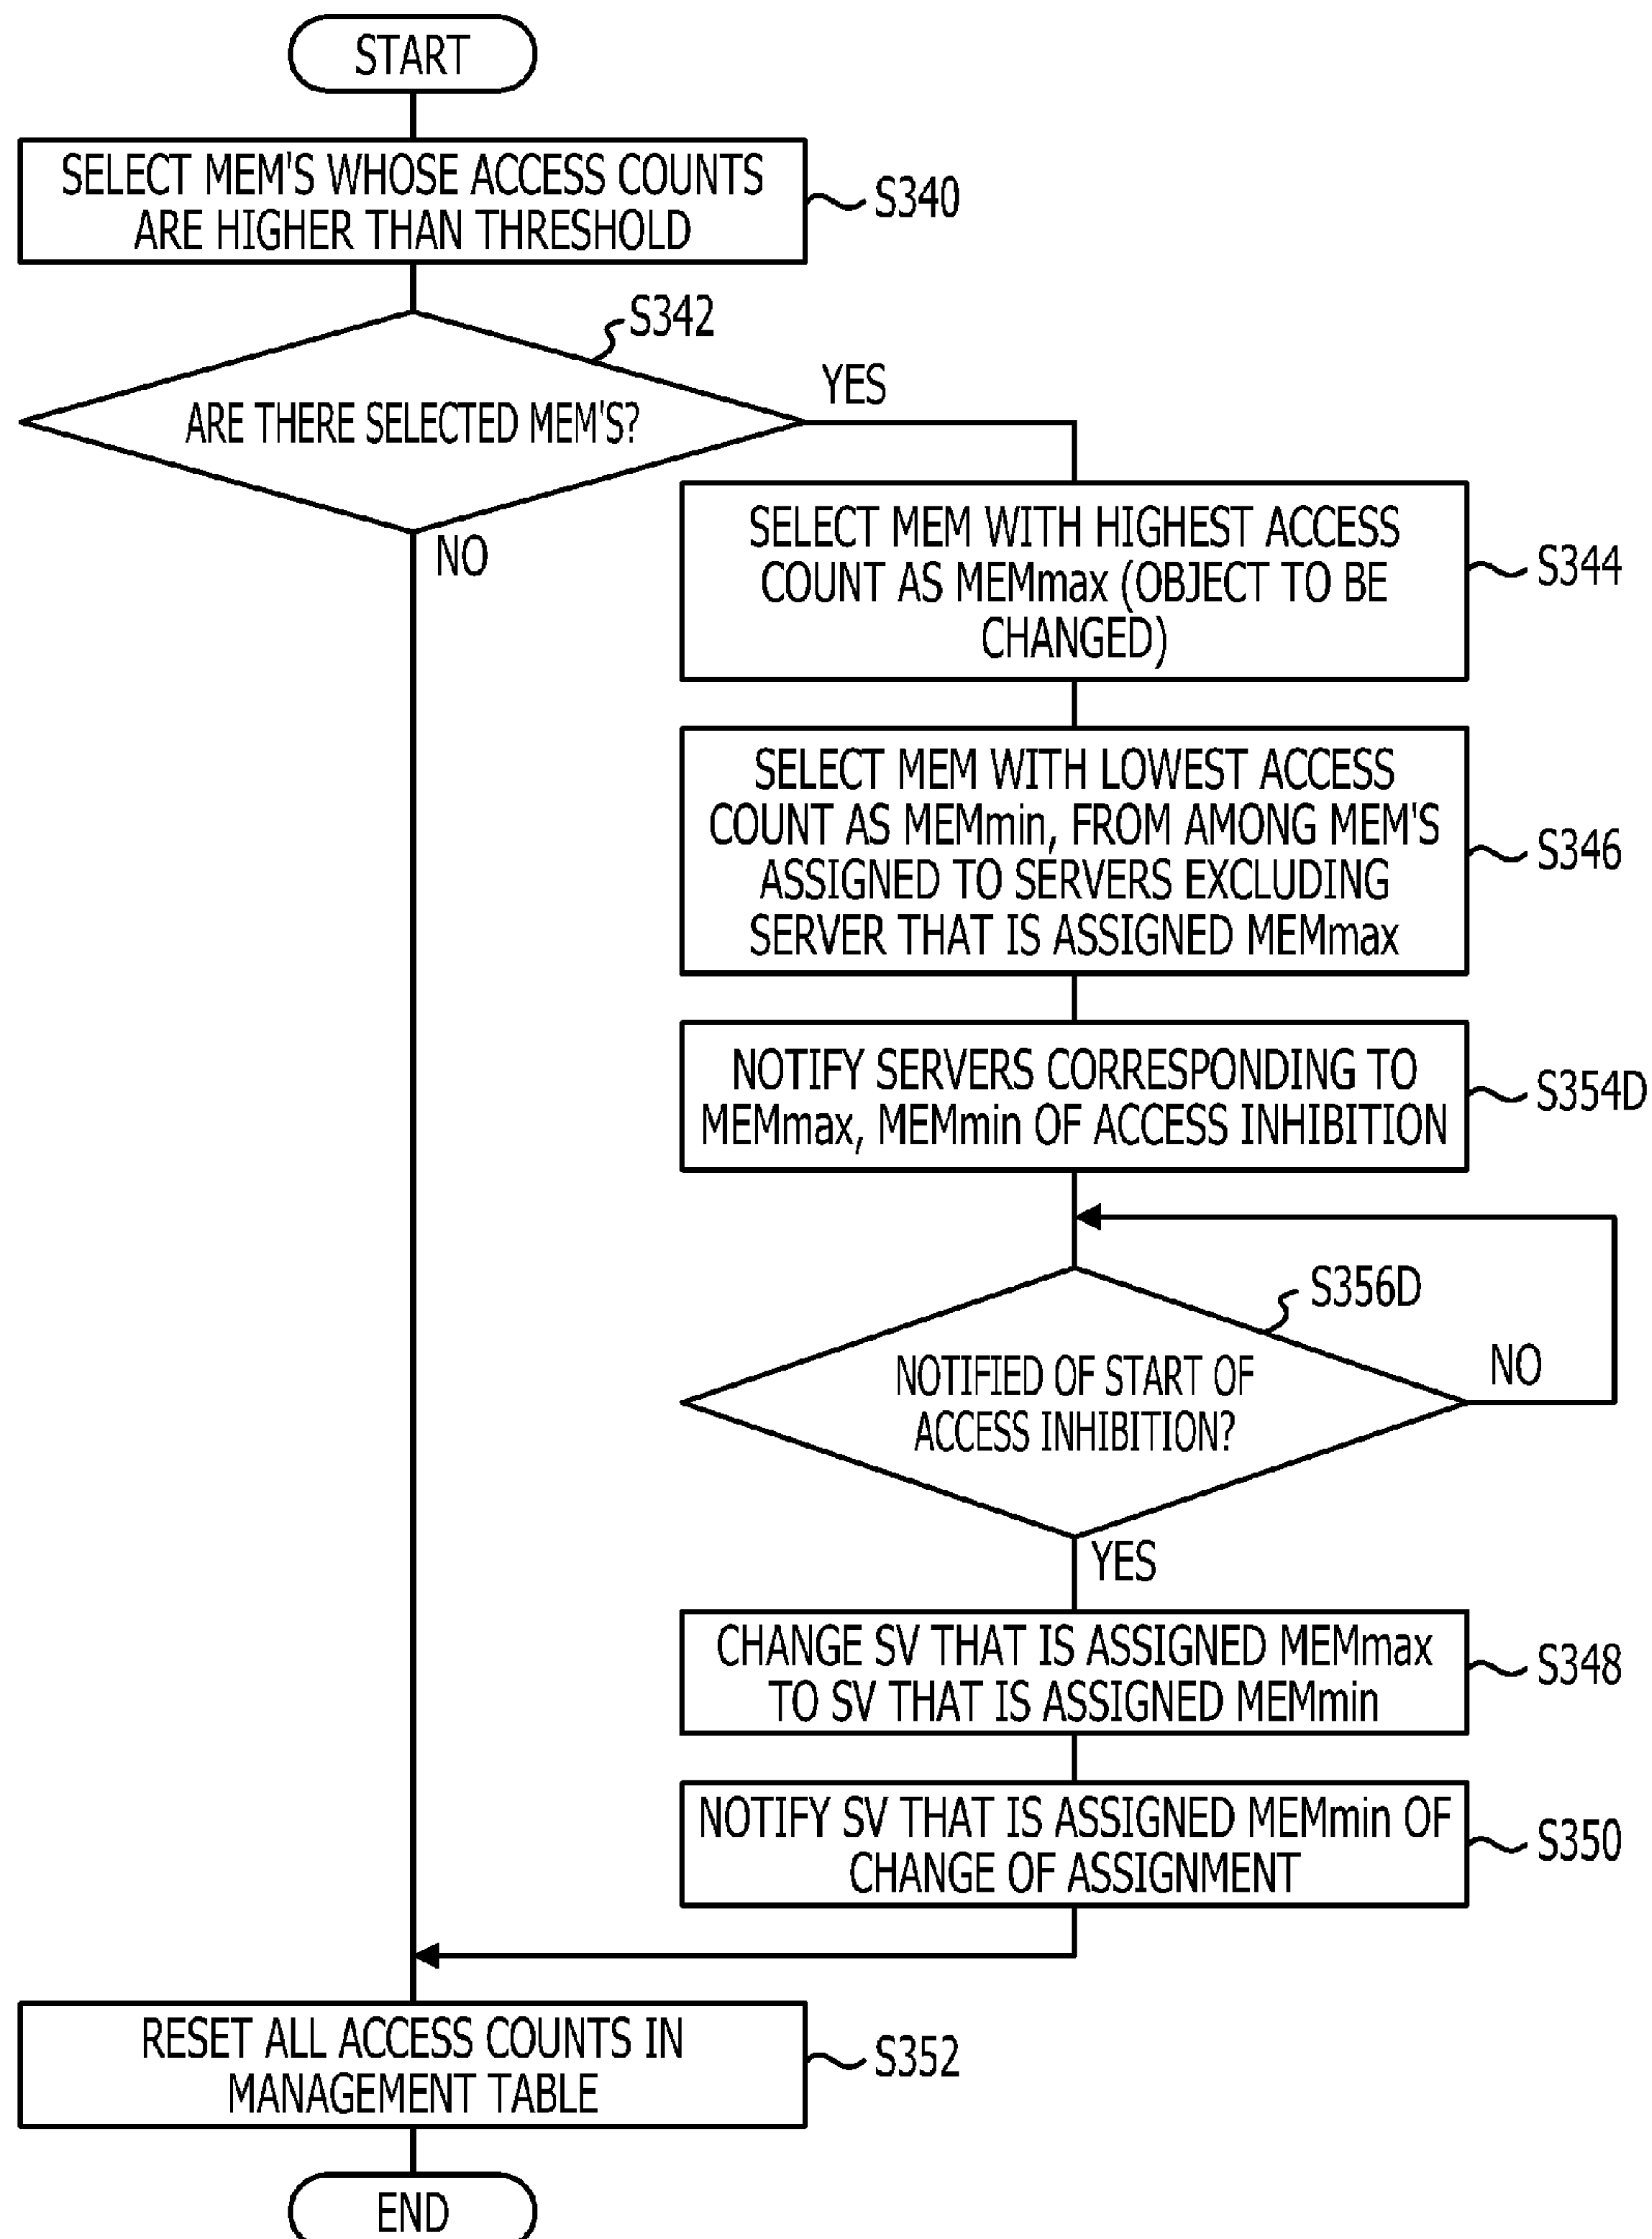 START
SELECT MEM'S WHOSE ACCESS COUNTS
ARE HIGHER THAN THRESHOLD
S340
S342
ARE THERE SELECTED MEM'S?
YES
NO
SELECT MEM WITH HIGHEST ACCESS
COUNT AS MEMmax (OBJECT TO BE
CHANGED)
S344
SELECT MEM WITH LOWEST ACCESS
COUNT AS MEMmin, FROM AMONG MEM'S
ASSIGNED TO SERVERS EXCLUDING
SERVER THAT IS ASSIGNED MEMmax
S346
NOTIFY SERVERS CORRESPONDING TO
MEMmax, MEMmin OF ACCESS INHIBITION
S354D
S356D
NOTIFIED OF START OF
ACCESS INHIBITION?
NO
YES
CHANGE SV THAT IS ASSIGNED MEMmax
TO SV THAT IS ASSIGNED MEMmin
S348
NOTIFY SV THAT IS ASSIGNED MEMmin OF
CHANGE OF ASSIGNMENT
S350
RESET ALL ACCESS COUNTS IN
MANAGEMENT TABLE
S352
END